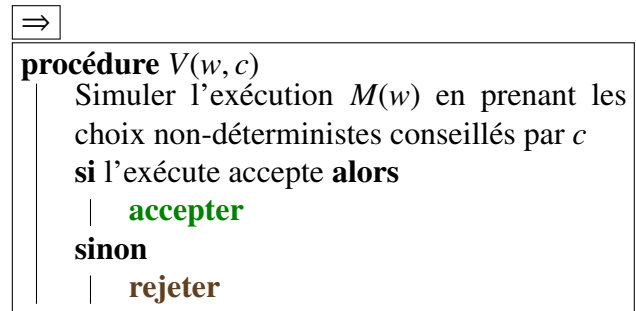 ⇒
procédure V(w, c)
Simuler l'exécution M(w) en prenant les
choix non-déterministes conseillés par c
si l'exécute accepte alors
accepter
sinon
rejeter